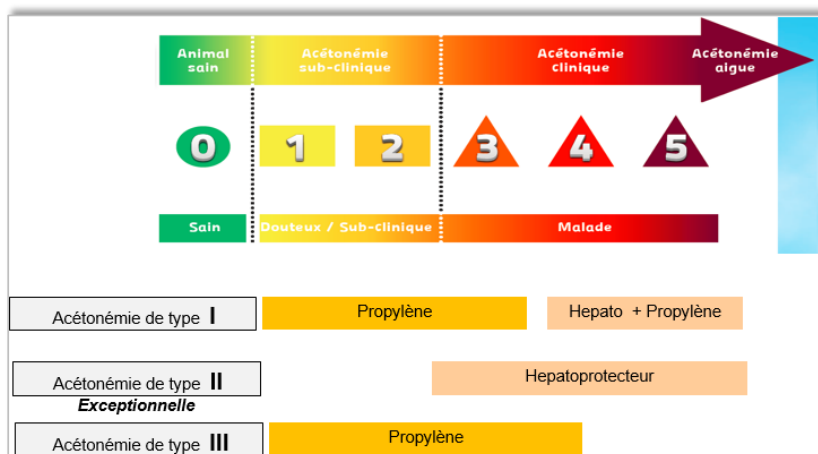 Animal sain
Acétonémie sub-clinique
Acétonémie clinique
Acétonémie aigue
0 1 2 3 4 5
Sain
Douteux / Sub-clinique
Malade
Acétonémie de type I
Propylène
Hepato + Propylène
Acétonémie de type II
Exceptionnelle
Hepatoprotecteur
Acétonémie de type III
Propylène